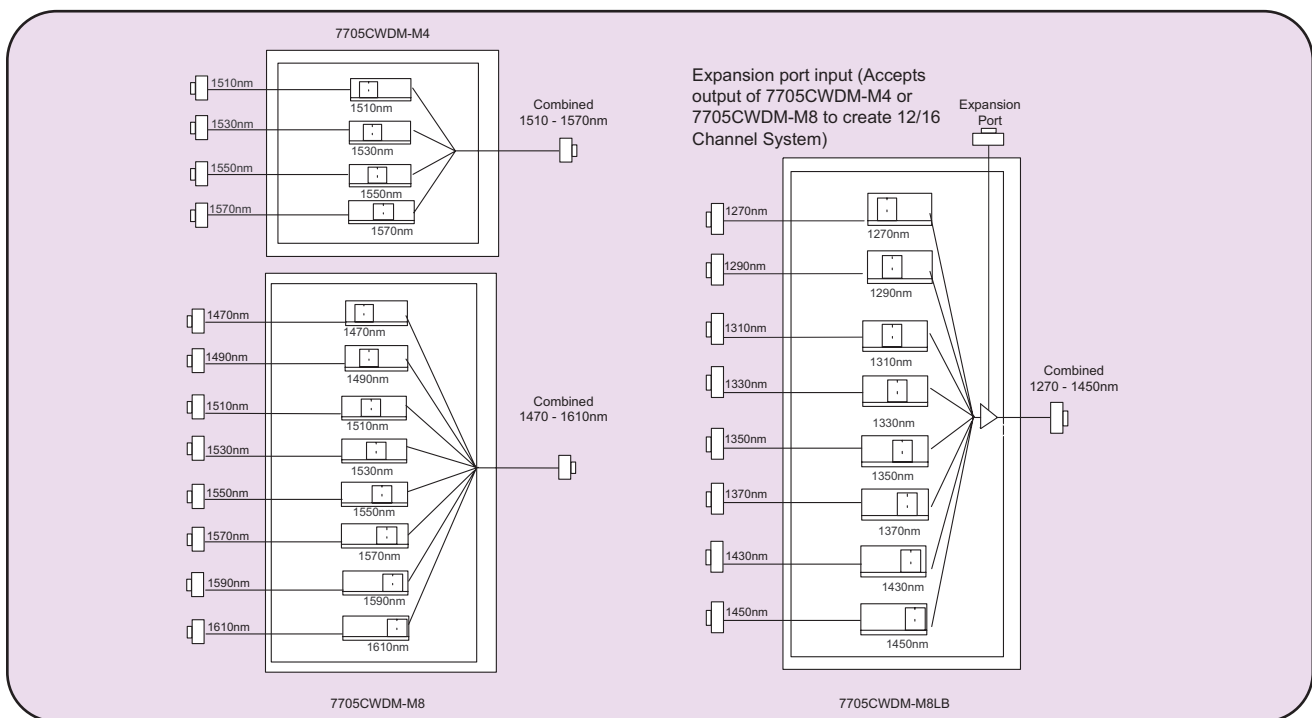 7705CWDM-M4
1510nm
1510nm
1530nm
1530nm
1550nm
1550nm
1570nm
1570nm
Combined
1510 - 1570nm
1470nm
1470nm
1490nm
1490nm
1510nm
1510nm
1530nm
1530nm
1550nm
1550nm
1570nm
1570nm
1590nm
1590nm
1610nm
1610nm
Combined
1470 - 1610nm
7705CWDM-M8
Expansion port input (Accepts
output of 7705CWDM-M4 or
7705CWDM-M8 to create 12/16
Channel System)
Expansion
Port
1270nm
1270nm
1290nm
1290nm
1310nm
1310nm
1330nm
1330nm
1350nm
1350nm
1370nm
1370nm
1430nm
1430nm
1450nm
1450nm
Combined
1270 - 1450nm
7705CWDM-M8LB